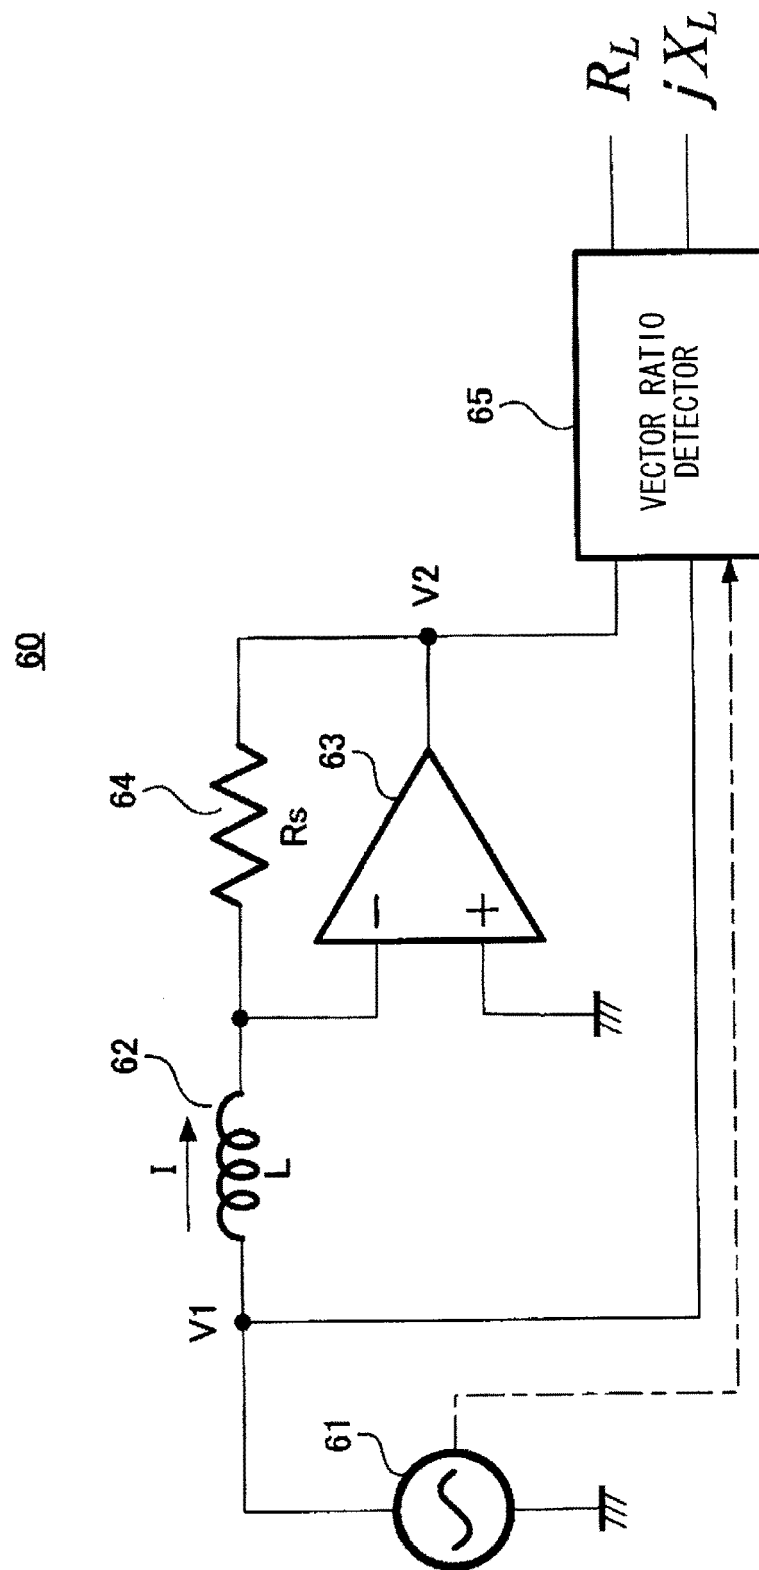 60
64
Rs
62
I
L
V1
63
−
+
V2
61
65
VECTOR RATIO
DETECTOR
R_L
jX_L